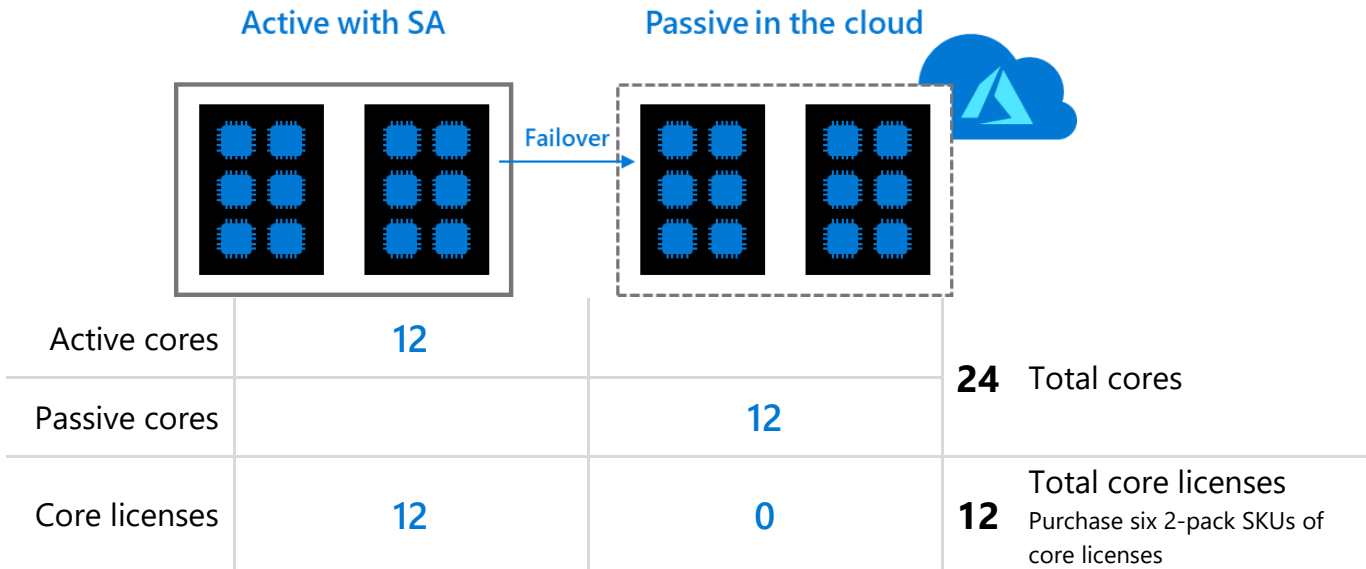 Active with SA
Passive in the cloud
Failover
Active cores
12
24
Total cores
Passive cores
12
Core licenses
12
0
12
Total core licenses
Purchase six 2-pack SKUs of
core licenses